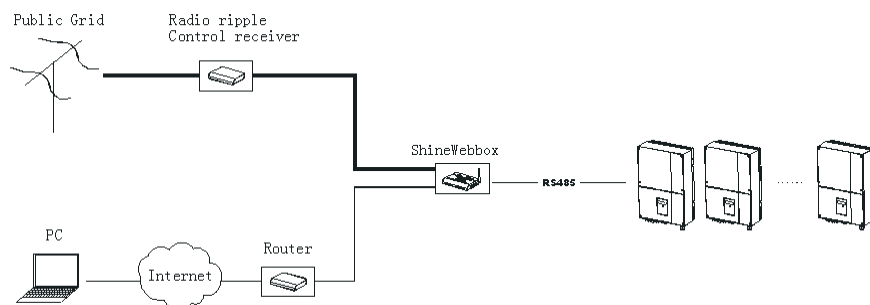 Public Grid
Radio ripple
Control receiver
ShineWebbox
RS485
PC
Internet
Router